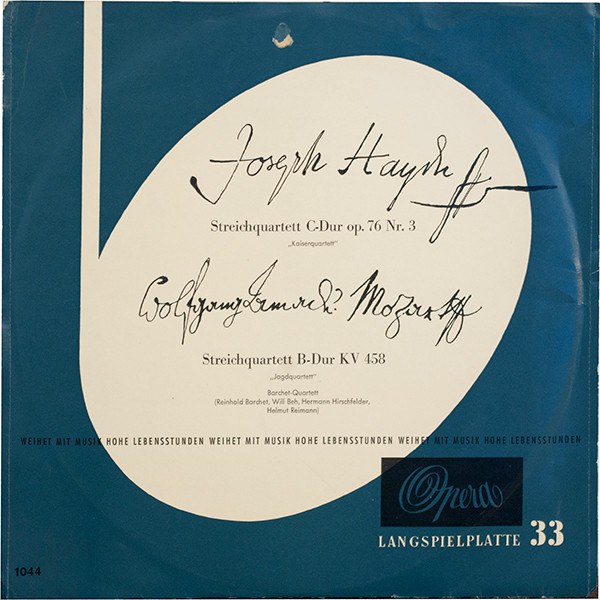 Joseph Haydn
Streichquartett C-Dur op. 76 Nr. 3
„Kaiserquartett"
Wolfgang Amadé Mozart
Streichquartett B-Dur KV 458
„Jagdquartett"
Barchet-Quartett
(Reinhold Barchet, Will Beh, Hermann Hirschfelder,
Helmut Reimann)
WEIHET MIT MUSIK HOHE LEBENSSTUNDEN WEIHET MIT MUSIK HOHE LEBENSSTUNDEN WEIHET MIT MUSIK HOHE LEBENSSTUNDEN
Opera
LANGSPIELPLATTE 33
1044